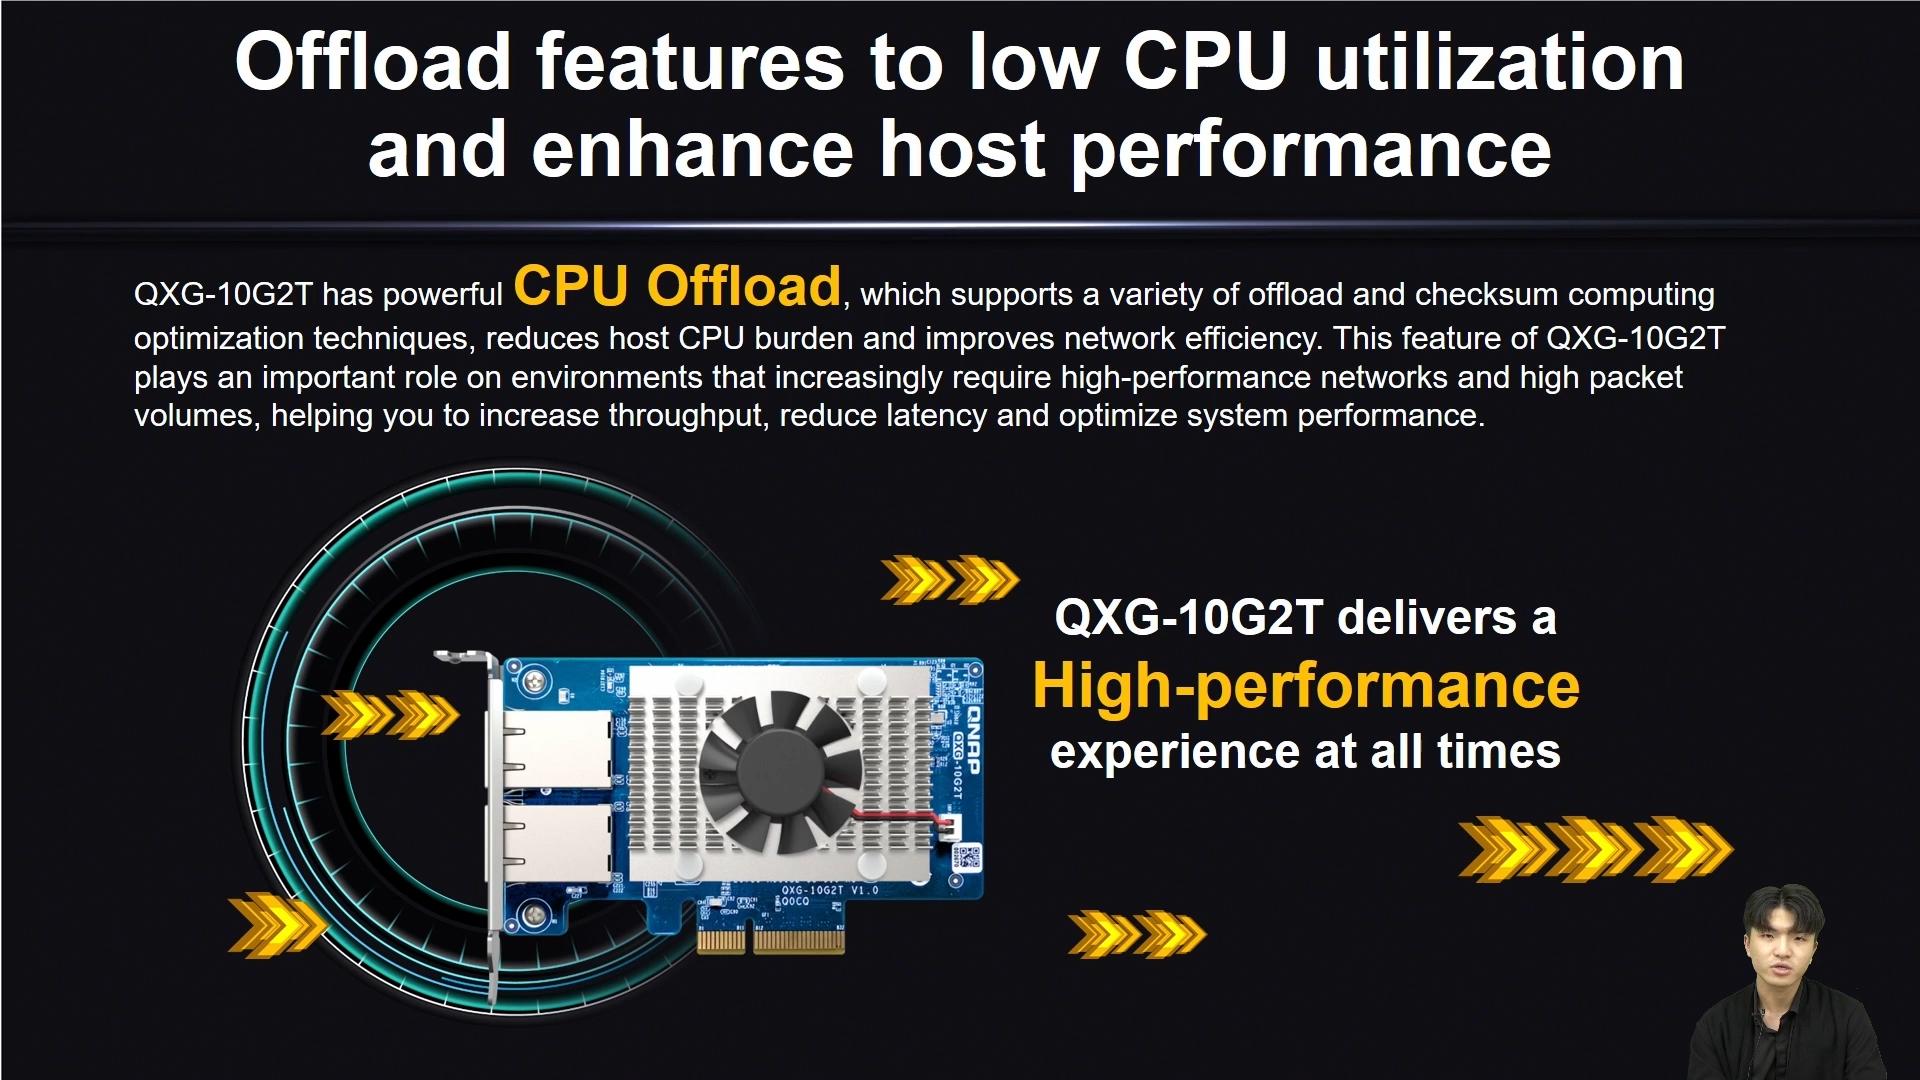 Offload features to low CPU utilization
and enhance host performance
QXG-10G2T has powerful CPU Offload, which supports a variety of offload and checksum computing
optimization techniques, reduces host CPU burden and improves network efficiency. This feature of QXG-10G2T
plays an important role on environments that increasingly require high-performance networks and high packet
volumes, helping you to increase throughput, reduce latency and optimize system performance.
QXG-10G2T delivers a
High-performance
experience at all times
QNAP
QXG-10G2T
QXG-10G2T V1.0
Q0CQ